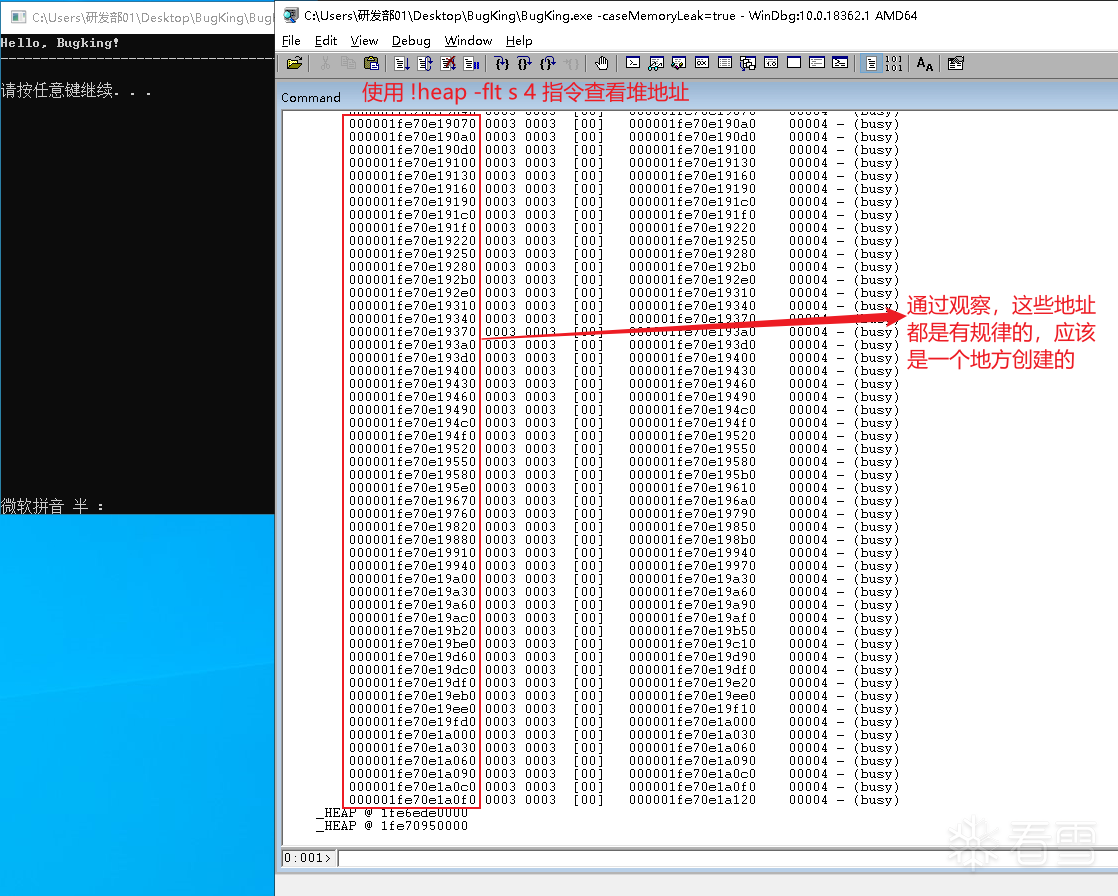 C:\Users\研发部01\Desktop\BugKing\Bug
Hello, Bugking!
请按任意键继续. . .
微软拼音 半 :
C:\Users\研发部01\Desktop\BugKing\BugKing.exe -caseMemoryLeak=true - WinDbg:10.0.18362.1 AMD64
File Edit View Debug Window Help
Command
使用 !heap -flt s 4 指令查看堆地址
000001fe70e19070 0003 0003 [00] 000001fe70e190a0 00004 - (busy)
000001fe70e190a0 0003 0003 [00] 000001fe70e190d0 00004 - (busy)
000001fe70e190d0 0003 0003 [00] 000001fe70e19100 00004 - (busy)
000001fe70e19100 0003 0003 [00] 000001fe70e19130 00004 - (busy)
000001fe70e19130 0003 0003 [00] 000001fe70e19160 00004 - (busy)
000001fe70e19160 0003 0003 [00] 000001fe70e19190 00004 - (busy)
000001fe70e19190 0003 0003 [00] 000001fe70e191c0 00004 - (busy)
000001fe70e191c0 0003 0003 [00] 000001fe70e191f0 00004 - (busy)
000001fe70e191f0 0003 0003 [00] 000001fe70e19220 00004 - (busy)
000001fe70e19220 0003 0003 [00] 000001fe70e19250 00004 - (busy)
000001fe70e19250 0003 0003 [00] 000001fe70e19280 00004 - (busy)
000001fe70e19280 0003 0003 [00] 000001fe70e192b0 00004 - (busy)
000001fe70e192b0 0003 0003 [00] 000001fe70e192e0 00004 - (busy)
000001fe70e192e0 0003 0003 [00] 000001fe70e19310 00004 - (busy)
000001fe70e19310 0003 0003 [00] 000001fe70e19340 00004 - (busy)
000001fe70e19340 0003 0003 [00] 000001fe70e19370 00004 - (busy)
000001fe70e19370 0003 0003 [00] 000001fe70e193a0 00004 - (busy)
000001fe70e193a0 0003 0003 [00] 000001fe70e193d0 00004 - (busy)
000001fe70e193d0 0003 0003 [00] 000001fe70e19400 00004 - (busy)
000001fe70e19400 0003 0003 [00] 000001fe70e19430 00004 - (busy)
000001fe70e19430 0003 0003 [00] 000001fe70e19460 00004 - (busy)
000001fe70e19460 0003 0003 [00] 000001fe70e19490 00004 - (busy)
000001fe70e19490 0003 0003 [00] 000001fe70e194c0 00004 - (busy)
000001fe70e194c0 0003 0003 [00] 000001fe70e194f0 00004 - (busy)
000001fe70e194f0 0003 0003 [00] 000001fe70e19520 00004 - (busy)
000001fe70e19520 0003 0003 [00] 000001fe70e19550 00004 - (busy)
000001fe70e19550 0003 0003 [00] 000001fe70e19580 00004 - (busy)
000001fe70e19580 0003 0003 [00] 000001fe70e195b0 00004 - (busy)
000001fe70e195e0 0003 0003 [00] 000001fe70e19610 00004 - (busy)
000001fe70e19670 0003 0003 [00] 000001fe70e196a0 00004 - (busy)
000001fe70e19760 0003 0003 [00] 000001fe70e19790 00004 - (busy)
000001fe70e19820 0003 0003 [00] 000001fe70e19850 00004 - (busy)
000001fe70e19880 0003 0003 [00] 000001fe70e198b0 00004 - (busy)
000001fe70e19910 0003 0003 [00] 000001fe70e19940 00004 - (busy)
000001fe70e19940 0003 0003 [00] 000001fe70e19970 00004 - (busy)
000001fe70e19a00 0003 0003 [00] 000001fe70e19a30 00004 - (busy)
000001fe70e19a30 0003 0003 [00] 000001fe70e19a60 00004 - (busy)
000001fe70e19a60 0003 0003 [00] 000001fe70e19a90 00004 - (busy)
000001fe70e19ac0 0003 0003 [00] 000001fe70e19af0 00004 - (busy)
000001fe70e19b20 0003 0003 [00] 000001fe70e19b50 00004 - (busy)
000001fe70e19be0 0003 0003 [00] 000001fe70e19c10 00004 - (busy)
000001fe70e19d60 0003 0003 [00] 000001fe70e19d90 00004 - (busy)
000001fe70e19dc0 0003 0003 [00] 000001fe70e19df0 00004 - (busy)
000001fe70e19df0 0003 0003 [00] 000001fe70e19e20 00004 - (busy)
000001fe70e19eb0 0003 0003 [00] 000001fe70e19ee0 00004 - (busy)
000001fe70e19ee0 0003 0003 [00] 000001fe70e19f10 00004 - (busy)
000001fe70e19fd0 0003 0003 [00] 000001fe70e1a000 00004 - (busy)
000001fe70e1a000 0003 0003 [00] 000001fe70e1a030 00004 - (busy)
000001fe70e1a030 0003 0003 [00] 000001fe70e1a060 00004 - (busy)
000001fe70e1a060 0003 0003 [00] 000001fe70e1a090 00004 - (busy)
000001fe70e1a090 0003 0003 [00] 000001fe70e1a0c0 00004 - (busy)
000001fe70e1a0c0 0003 0003 [00] 000001fe70e1a0f0 00004 - (busy)
000001fe70e1a0f0 0003 0003 [00] 000001fe70e1a120 00004 - (busy)
_HEAP @ 1fe6ede0000
_HEAP @ 1fe70950000
通过观察，这些地址
都是有规律的，应该
是一个地方创建的
0:001>
看雪